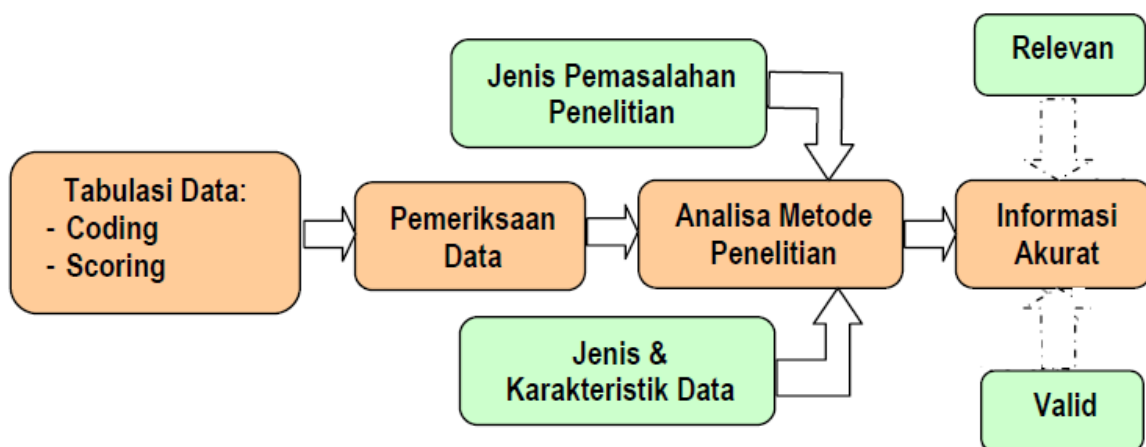 Jenis Pemasalahan
Penelitian
Relevan
Tabulasi Data:
- Coding
- Scoring
Pemeriksaan
Data
Analisa Metode
Penelitian
Informasi
Akurat
Jenis &
Karakteristik Data
Valid